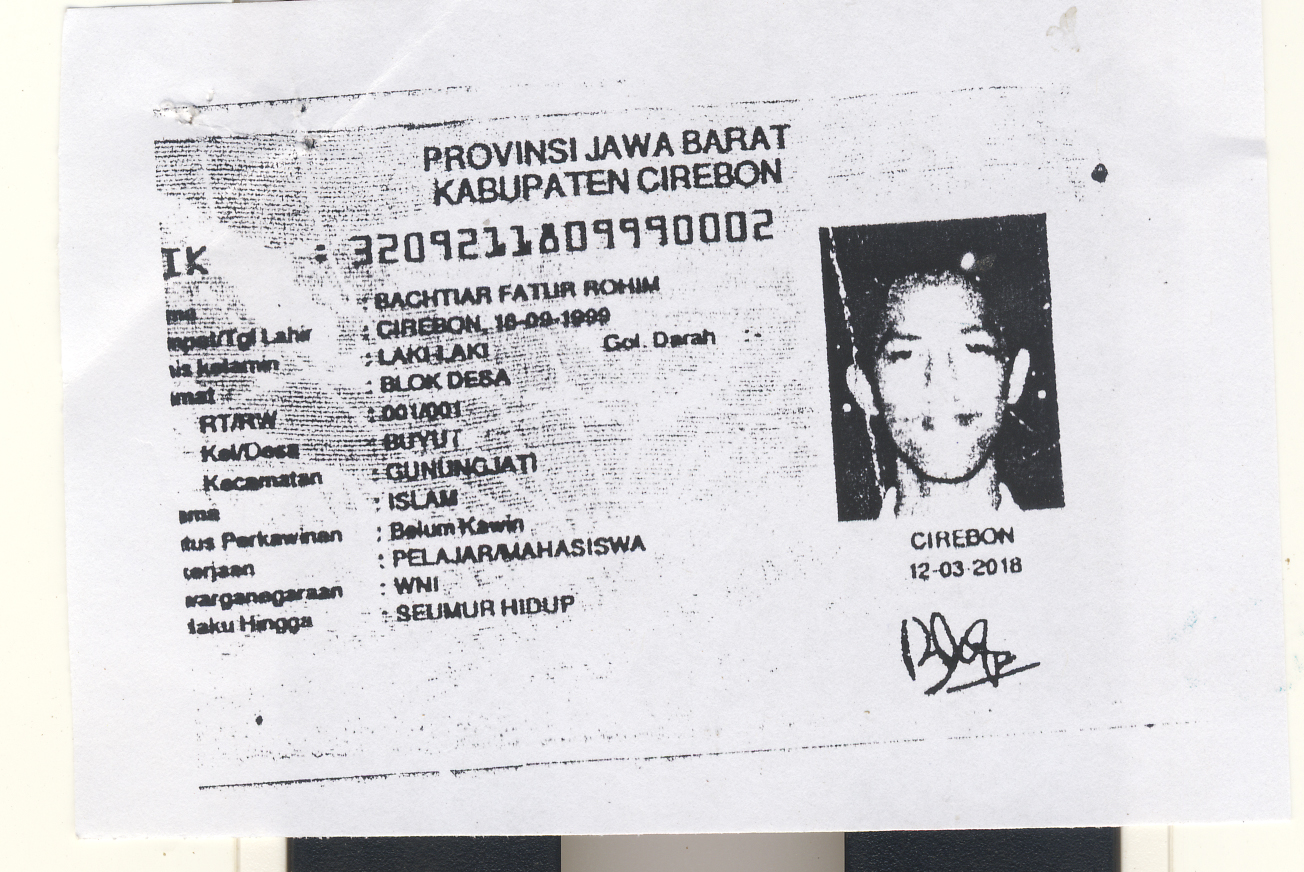 PROVINSI JAWA BARAT
KABUPATEN CIREBON
IK : 3209211809990002
: BACHTIAR FATUR ROHIM
mpat/Tgl Lahir : CIREBON, 18-09-1999
nis kelamin : LAKI-LAKI Gol. Darah : -
amat : BLOK DESA
RT/RW : 001/001
Kel/Desa : BUYUT
Kecamatan : GUNUNGJATI
ama : ISLAM
tus Perkawinan : Belum Kawin
kerjaan : PELAJAR/MAHASISWA
warganegaraan : WNI
laku Hingga : SEUMUR HIDUP
CIREBON
12-03-2018